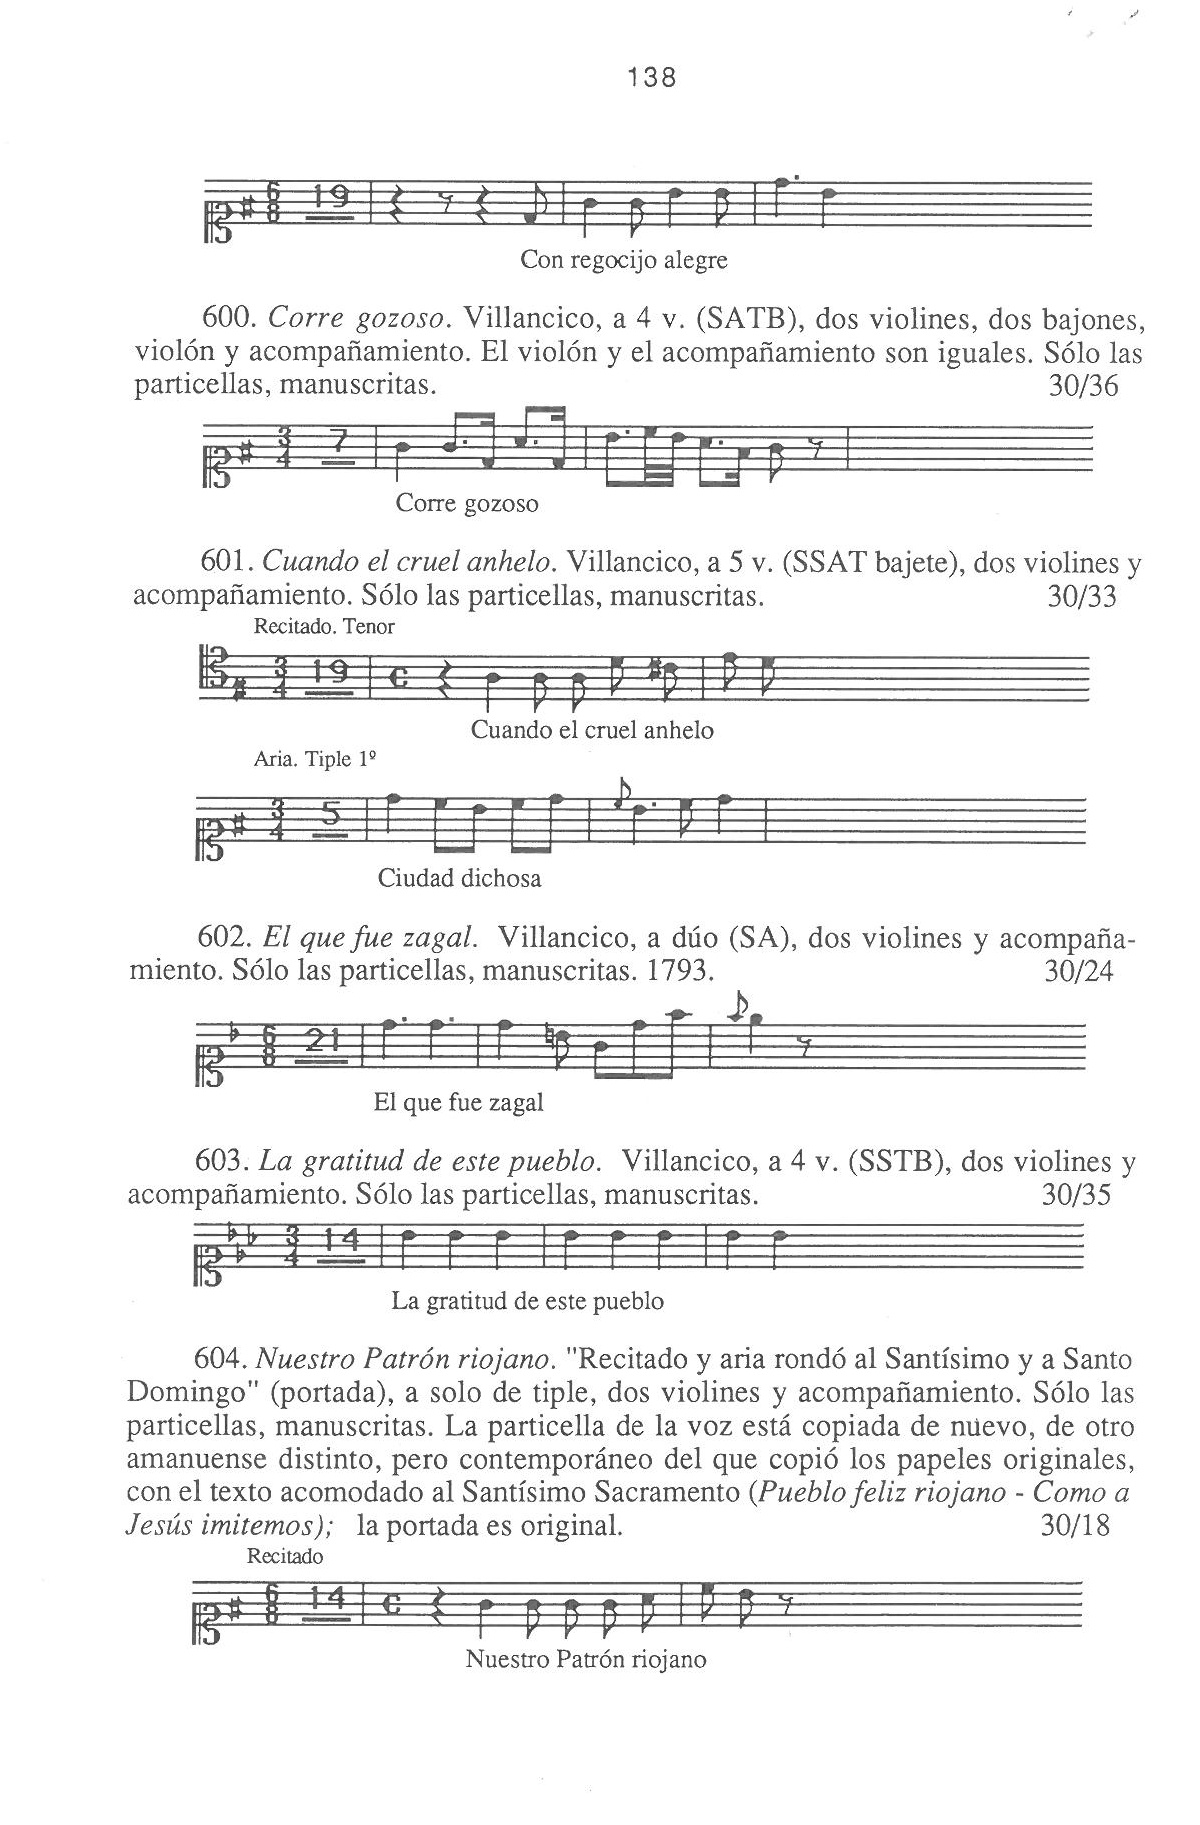 138
6
8
19
Con regocijo alegre
600. Corre gozoso. Villancico, a 4 v. (SATB), dos violines, dos bajones,
violón y acompañamiento. El violón y el acompañamiento son iguales. Sólo las
particellas, manuscritas. 30/36
3
4
7
Corre gozoso
601. Cuando el cruel anhelo. Villancico, a 5 v. (SSAT bajete), dos violines y
acompañamiento. Sólo las particellas, manuscritas. 30/33
Recitado. Tenor
3
4
19
Cuando el cruel anhelo
Aria. Tiple 1º
3
4
5
Ciudad dichosa
602. El que fue zagal. Villancico, a dúo (SA), dos violines y acompaña-
miento. Sólo las particellas, manuscritas. 1793. 30/24
6
8
21
El que fue zagal
603. La gratitud de este pueblo. Villancico, a 4 v. (SSTB), dos violines y
acompañamiento. Sólo las particellas, manuscritas. 30/35
3
4
14
La gratitud de este pueblo
604. Nuestro Patrón riojano. "Recitado y aria rondó al Santísimo y a Santo
Domingo" (portada), a solo de tiple, dos violines y acompañamiento. Sólo las
particellas, manuscritas. La particella de la voz está copiada de nuevo, de otro
amanuense distinto, pero contemporáneo del que copió los papeles originales,
con el texto acomodado al Santísimo Sacramento (Pueblo feliz riojano - Como a
Jesús imitemos); la portada es original. 30/18
Recitado
6
8
14
Nuestro Patrón riojano